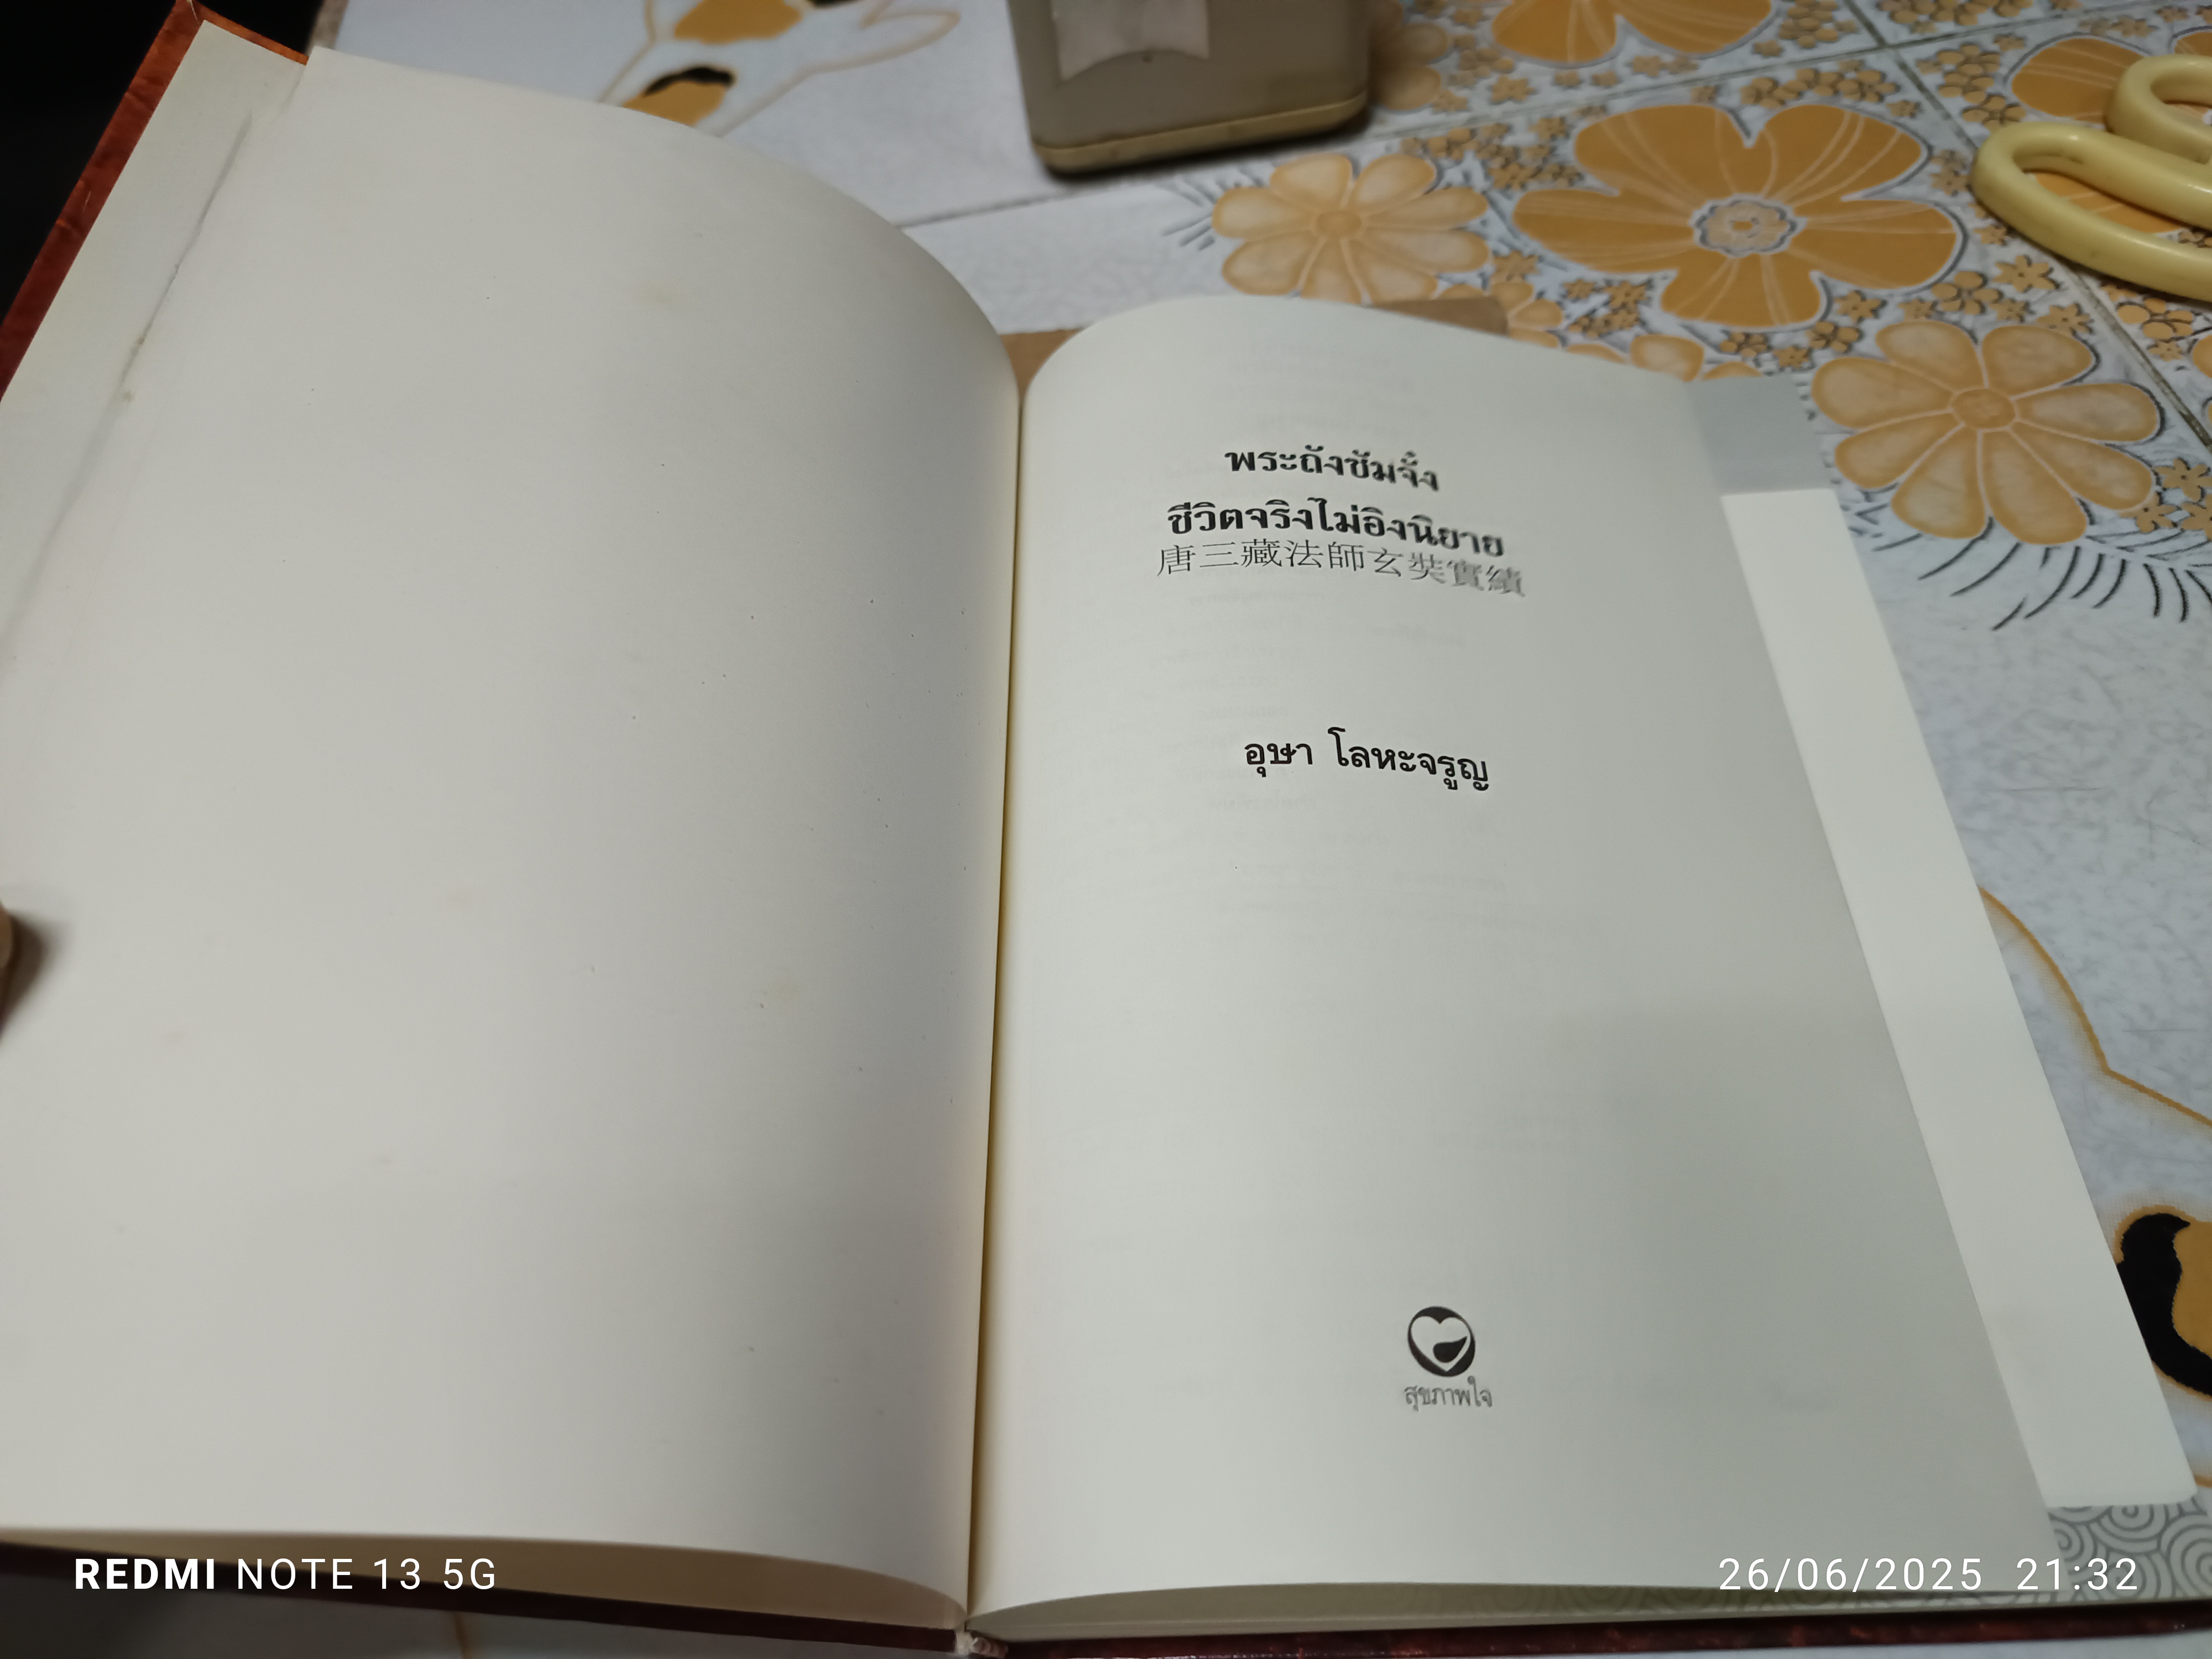 พระถังซัมจั๋ง
ชีวิตจริงไม่อิงนิยาย
唐三藏法師玄奘實績
อุษา โลหะจรูญ
สุขภาพใจ
REDMI NOTE 13 5G
26/06/2025 21:32